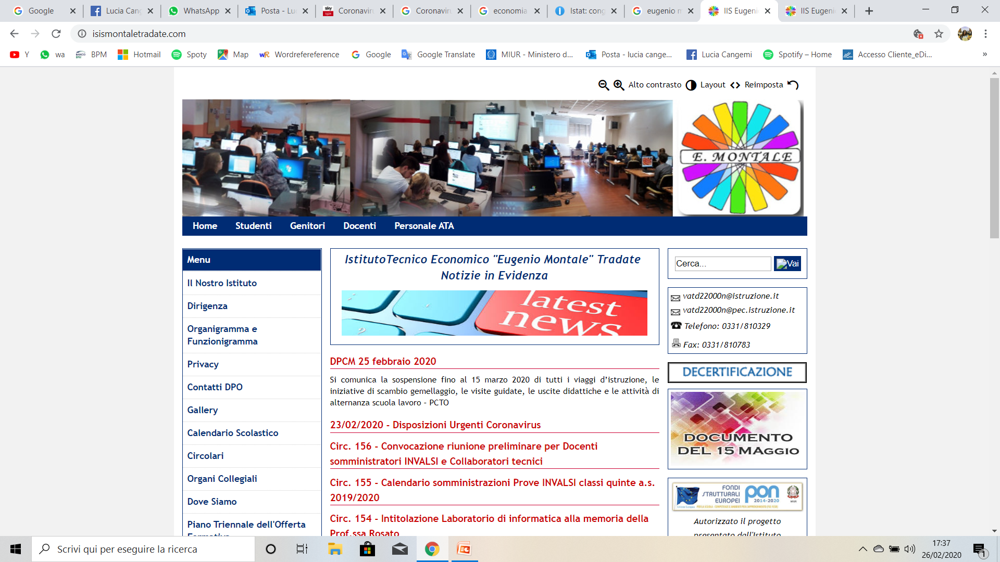 Google
Lucia Cang
WhatsApp
Posta - Lu
Coronaviru
Coronaviru
economia
Istat: cong
eugenio m
IIS Eugeni
IIS Eugeni
isismontaletradate.com
Y
wa
BPM
Hotmail
Spoty
Map
Wordrefereference
Google
Google Translate
MIUR - Ministero d...
Posta - lucia cange...
Lucia Cangemi
Spotify – Home
Accesso Cliente_eDi...
»
Alto contrasto
Layout
Reimposta
E. MONTALE
Home
Studenti
Genitori
Docenti
Personale ATA
Menu
Il Nostro Istituto
Dirigenza
Organigramma e
Funzionigramma
Privacy
Contatti DPO
Gallery
Calendario Scolastico
Circolari
Organi Collegiali
Dove Siamo
Piano Triennale dell'Offerta
Formativa
IstitutoTecnico Economico "Eugenio Montale" Tradate
Notizie in Evidenza
latest
news
DPCM 25 febbraio 2020
Si comunica la sospensione fino al 15 marzo 2020 di tutti i viaggi d’istruzione, le
iniziative di scambio gemellaggio, le visite guidate, le uscite didattiche e le attività di
alternanza scuola lavoro – PCTO
23/02/2020 - Disposizioni Urgenti Coronavirus
Circ. 156 - Convocazione riunione preliminare per Docenti
somministratori INVALSI e Collaboratori tecnici
Circ. 155 - Calendario somministrazioni Prove INVALSI classi quinte a.s.
2019/2020
Circ. 154 - Intitolazione Laboratorio di informatica alla memoria della
Prof.ssa Rosato
Cerca...
Vai
vatd22000n@istruzione.it
vatd22000n@pec.istruzione.it
Telefono: 0331/810329
Fax: 0331/810783
DECERTIFICAZIONE
DOCUMENTO
DEL 15 MAGGIO
FONDI
STRUTTURALI
EUROPEI
pon
2014-2020
MIUR
Autorizzato il progetto
presentato dall'Istituto
Scrivi qui per eseguire la ricerca
17:37
26/02/2020
1